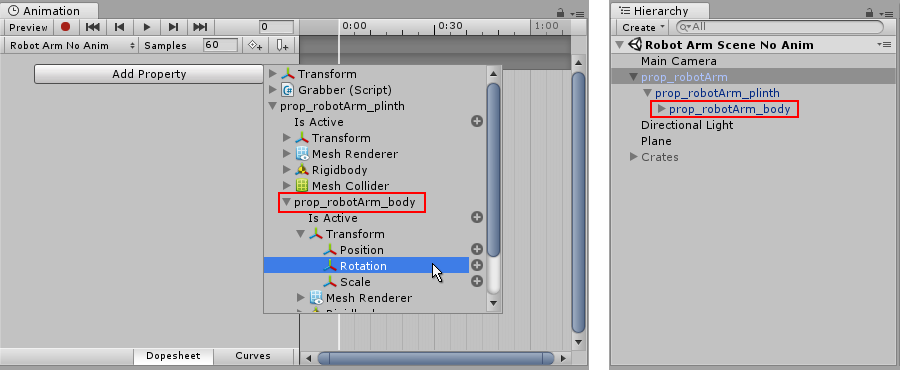 Animation
Preview 0 0:00 0:30 1:00
Robot Arm No Anim Samples 60
Add Property
Transform
Grabber (Script)
prop_robotArm_plinth
Is Active
Transform
Mesh Renderer
Rigidbody
Mesh Collider
prop_robotArm_body
Is Active
Transform
Position
Rotation
Scale
Mesh Renderer
Dopesheet Curves
Hierarchy
Create All
Robot Arm Scene No Anim
Main Camera
prop_robotArm
prop_robotArm_plinth
prop_robotArm_body
Directional Light
Plane
Crates